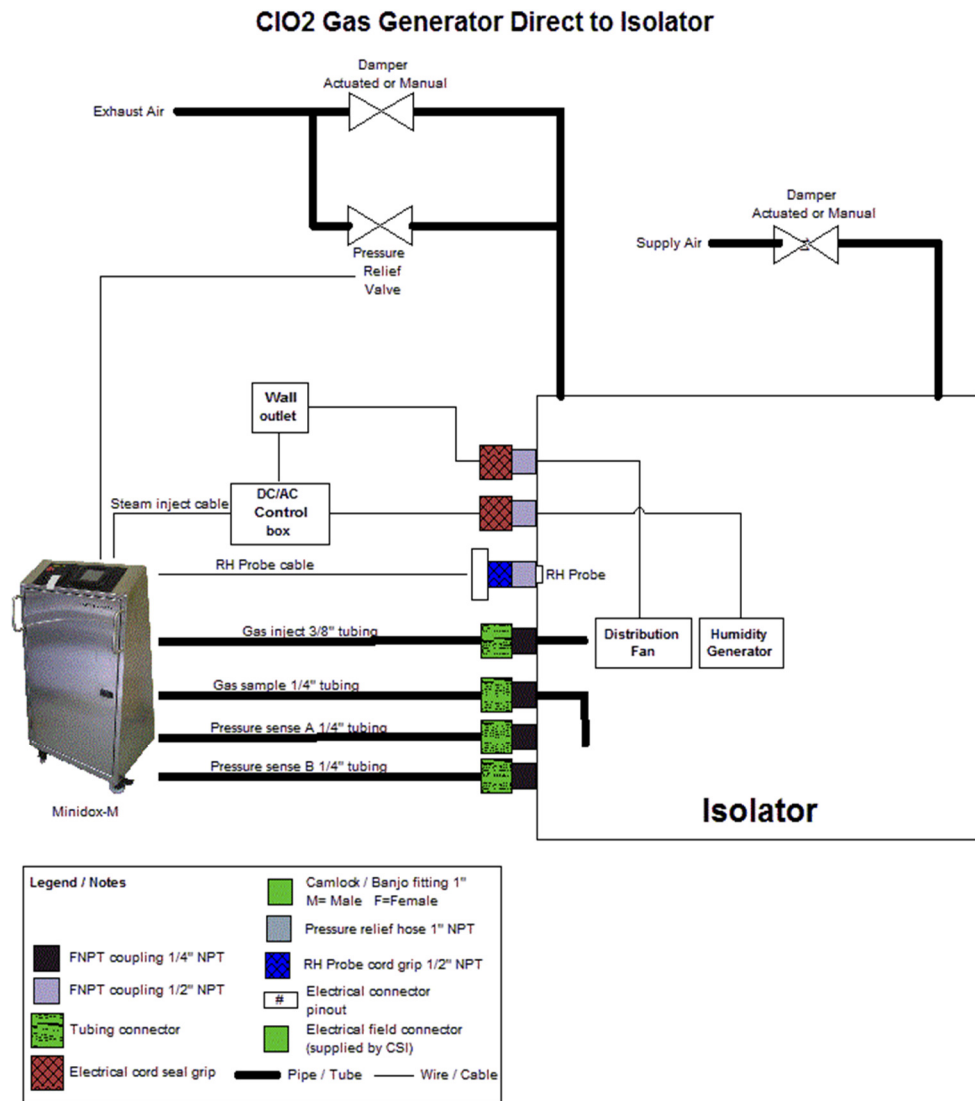 ClO2 Gas Generator Direct to Isolator
Damper
Actuated or Manual
Exhaust Air
Damper
Actuated or Manual
Supply Air
Pressure
Relief
Valve
Wall
outlet
DC/AC
Control
box
Steam inject cable
RH Probe cable
RH Probe
Gas inject 3/8" tubing
Distribution
Fan
Humidity
Generator
Gas sample 1/4" tubing
Pressure sense A 1/4" tubing
Pressure sense B 1/4" tubing
Minidox-M
Isolator
Legend / Notes
FNPT coupling 1/4" NPT
FNPT coupling 1/2" NPT
Tubing connector
Electrical cord seal grip
Camlock / Banjo fitting 1"
M= Male F=Female
Pressure relief hose 1" NPT
RH Probe cord grip 1/2" NPT
#
Electrical connector
pinout
Electrical field connector
(supplied by CSI)
Pipe / Tube
Wire / Cable